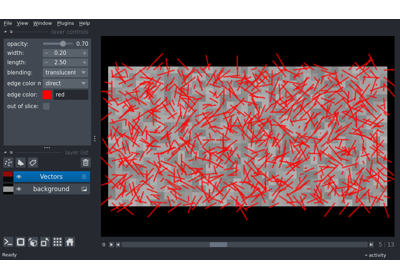 File View Window Plugins Help
layer controls
opacity: 0.70
width: 0.20
length: 2.50
blending: translucent
edge color m direct
edge color: red
out of slice:
layer list
Vectors
background
0 5 13
Ready activity